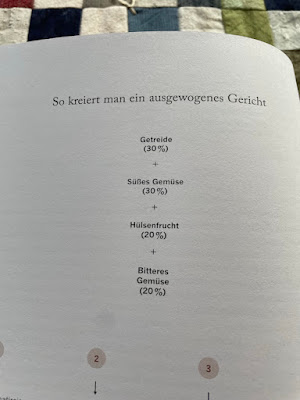 So kreiert man ein ausgewogenes Gericht
Getreide
(30%)
+
Süßes Gemüse
(30%)
+
Hülsenfrucht
(20%)
+
Bitteres
Gemüse
(20%)
2
3